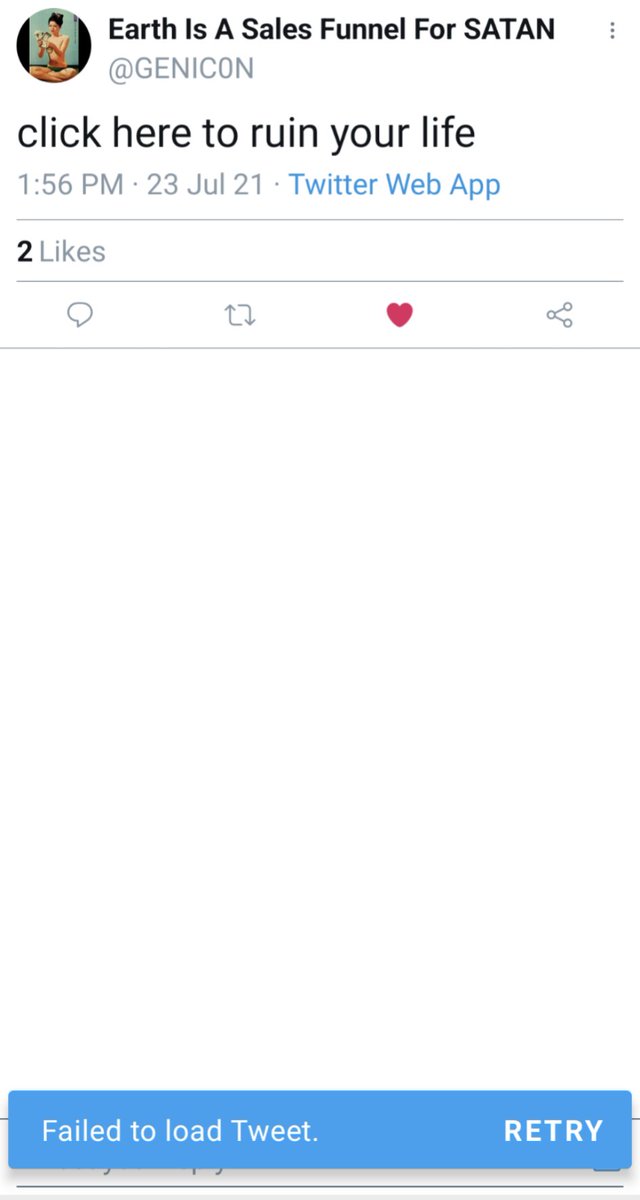 Earth Is A Sales Funnel For SATAN
@GENIC0N
click here to ruin your life
1:56 PM · 23 Jul 21 · Twitter Web App
2 Likes
Failed to load Tweet. RETRY